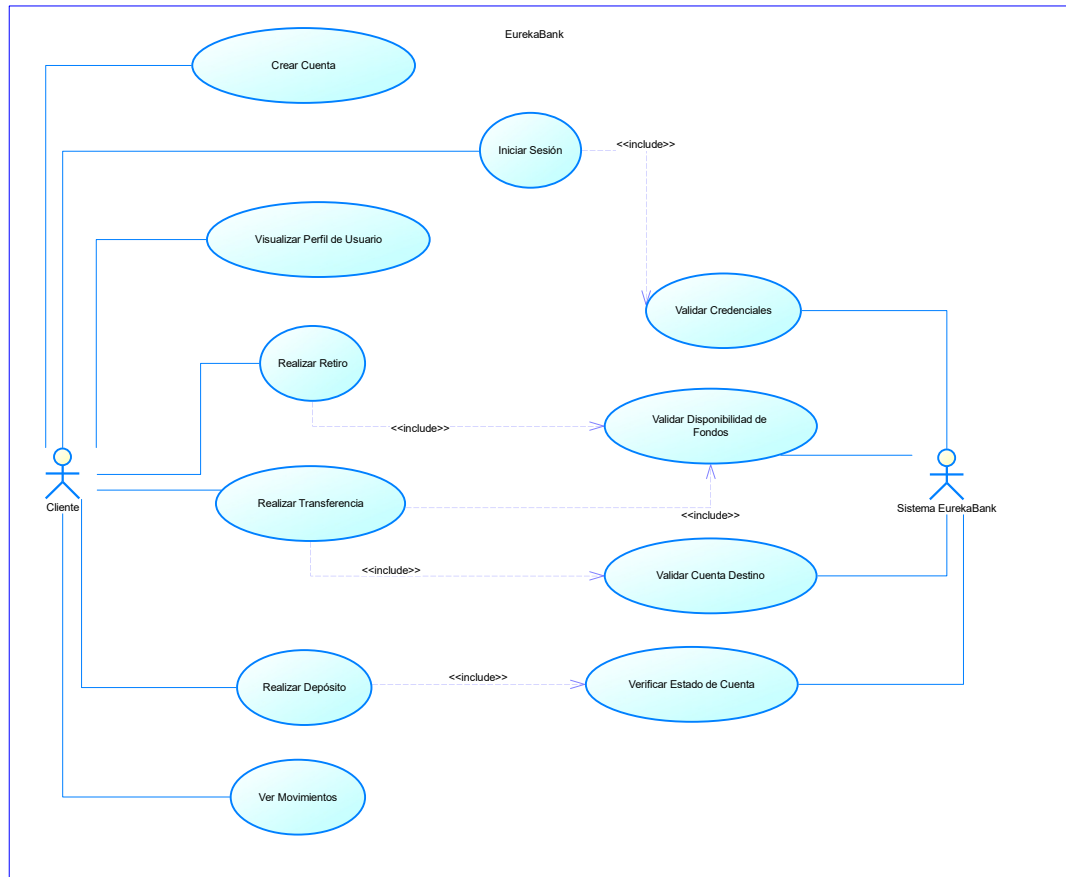 EurekaBank
Crear Cuenta
Iniciar Sesión
<<include>>
Visualizar Perfil de Usuario
Validar Credenciales
Realizar Retiro
<<include>>
Validar Disponibilidad de
Fondos
Realizar Transferencia
<<include>>
Cliente
Sistema EurekaBank
<<include>>
Validar Cuenta Destino
Realizar Depósito
<<include>>
Verificar Estado de Cuenta
Ver Movimientos